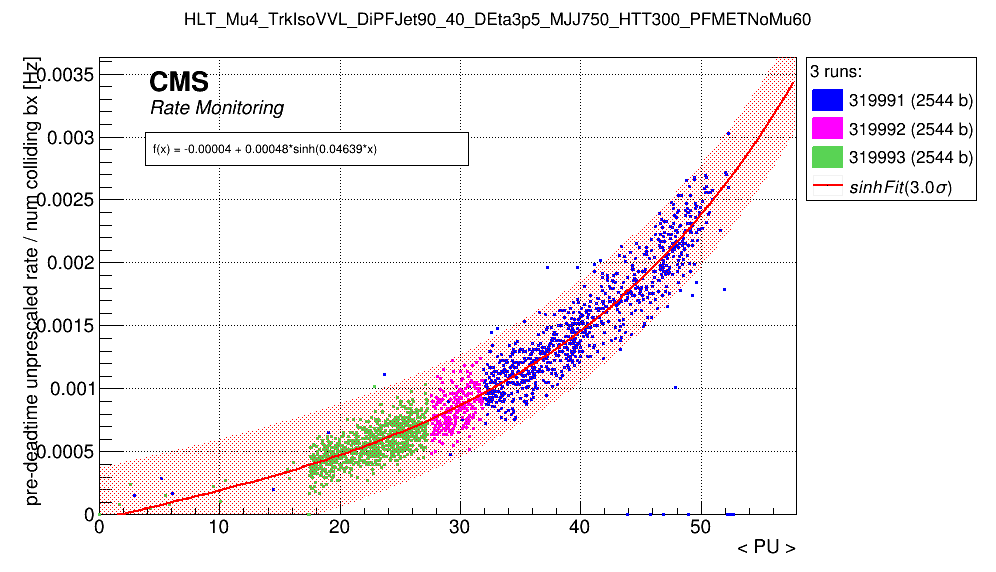 HLT_Mu4_TrkIsoVVL_DiPFJet90_40_DEta3p5_MJJ750_HTT300_PFMETNoMu60
pre-deadtime unprescaled rate / num colliding bx [Hz]
0.0035
0.003
0.0025
0.002
0.0015
0.001
0.0005
0
CMS
Rate Monitoring
f(x) = -0.00004 + 0.00048*sinh(0.04639*x)
0 10 20 30 40 50
< PU >
3 runs:
319991 (2544 b)
319992 (2544 b)
319993 (2544 b)
sinhFit(3.0σ)